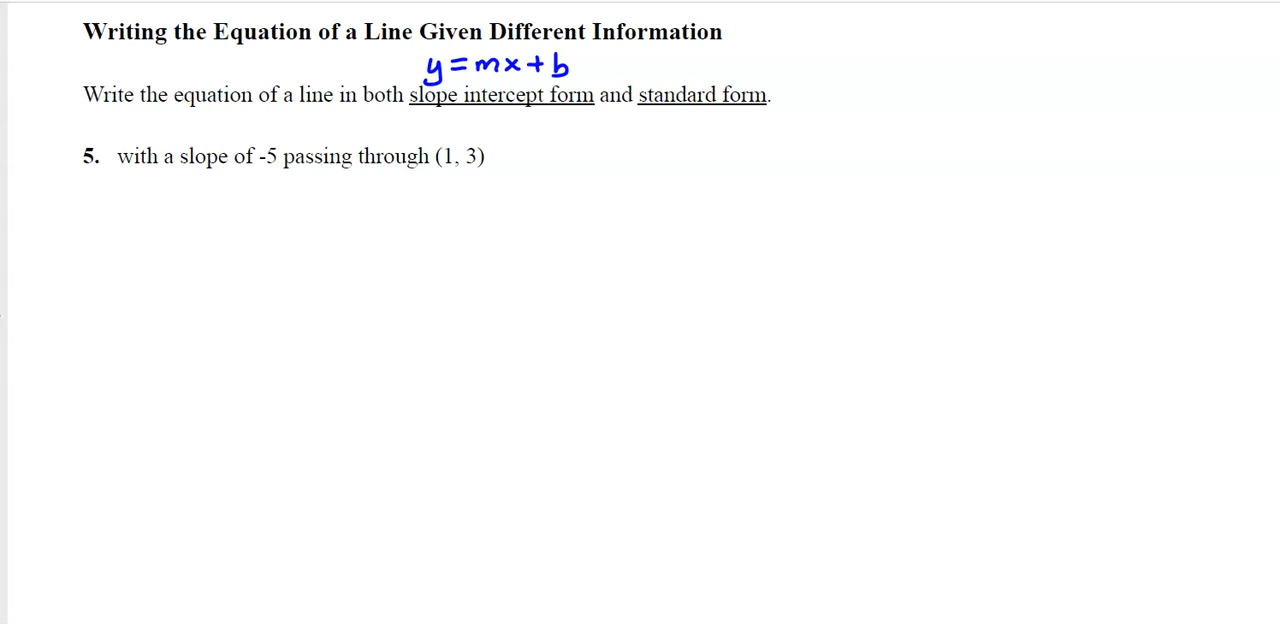 Writing the Equation of a Line Given Different Information
y=mx+b
Write the equation of a line in both slope intercept form and standard form.
5. with a slope of -5 passing through (1, 3)